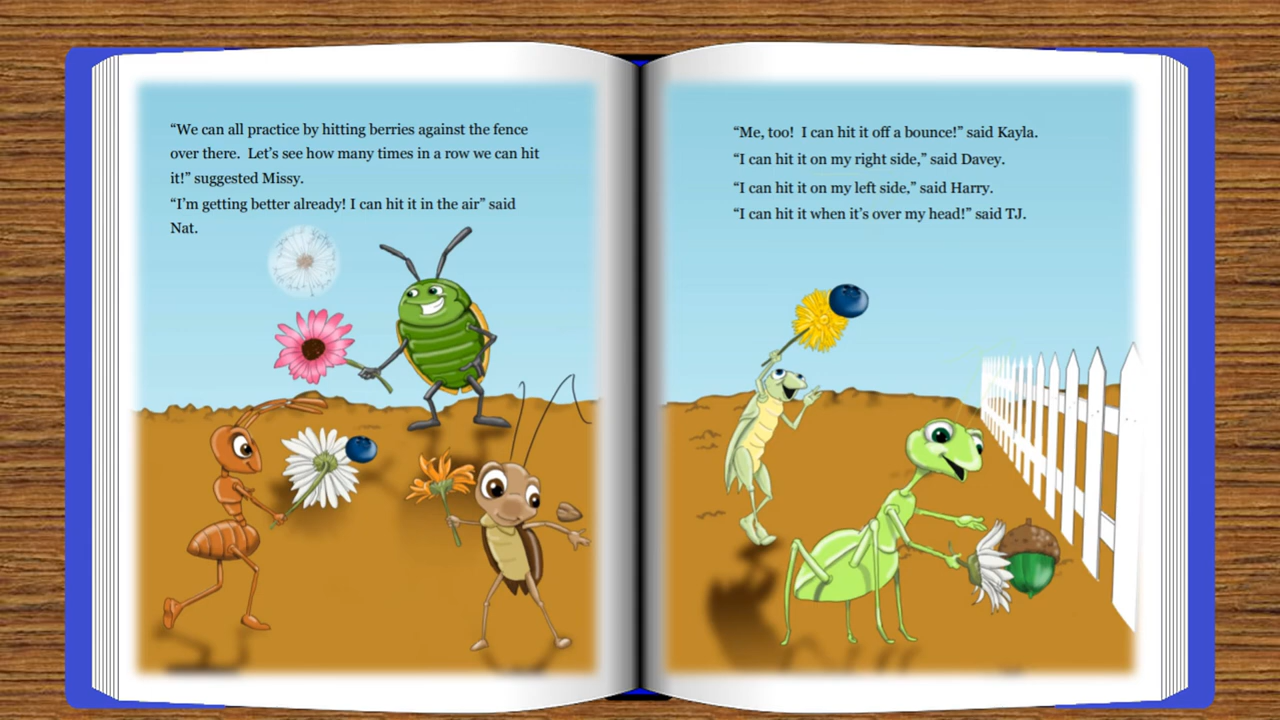 “We can all practice by hitting berries against the fence
over there.  Let’s see how many times in a row we can hit
it!” suggested Missy.
“I’m getting better already! I can hit it in the air” said
Nat.
“Me, too!  I can hit it off a bounce!” said Kayla.
“I can hit it on my right side,” said Davey.
“I can hit it on my left side,” said Harry.
“I can hit it when it’s over my head!” said TJ.